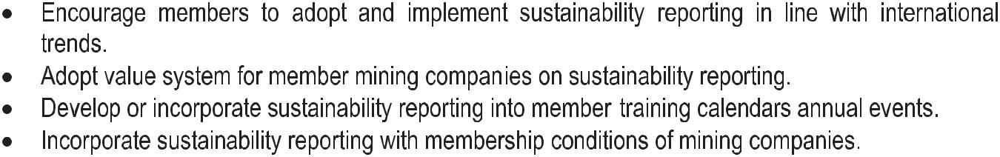 • Encourage members to adopt and implement sustainability reporting in line with international
trends.
• Adopt value system for member mining companies on sustainability reporting.
• Develop or incorporate sustainability reporting into member training calendars annual events.
• Incorporate sustainability reporting with membership conditions of mining companies.